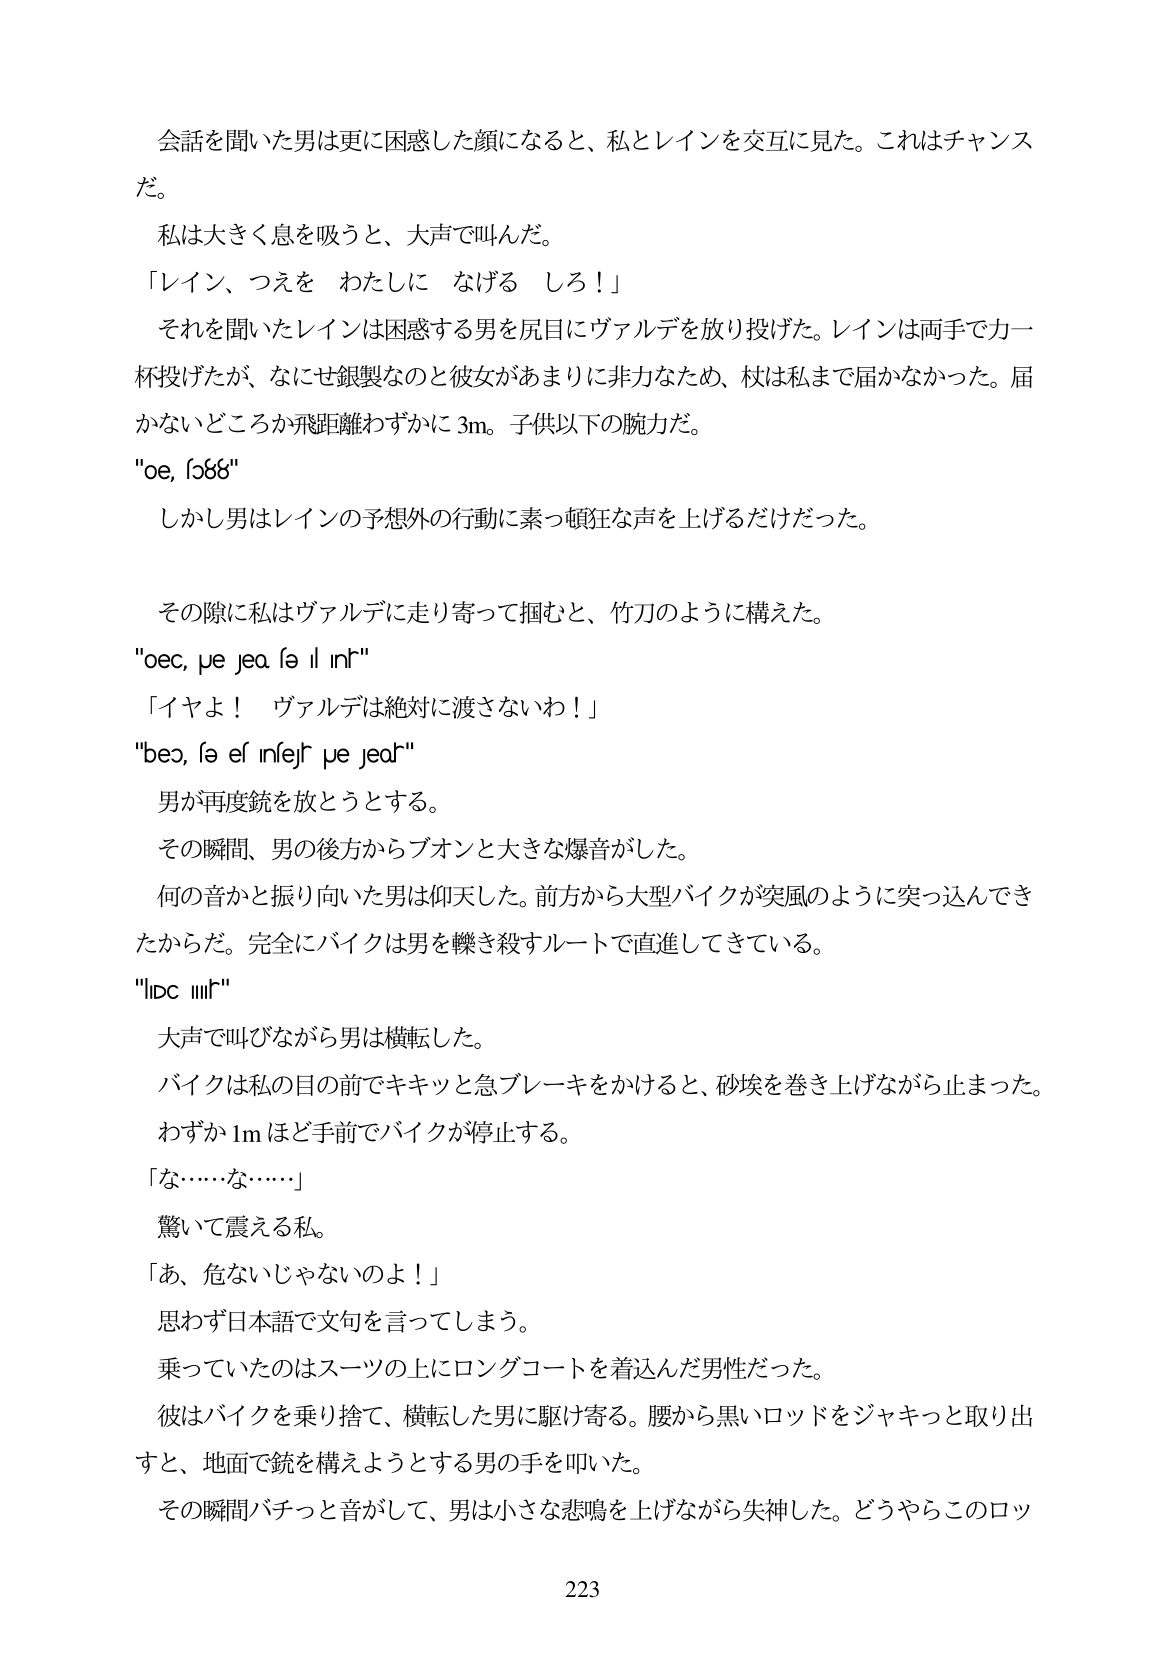 会話を聞いた男は更に困惑した顔になると、私とレインを交互に見た。これはチャンス
だ。
私は大きく息を吸うと、大声で叫んだ。
「レイン、つえを　わたしに　なげる　しろ！」
それを聞いたレインは困惑する男を尻目にヴァルデを放り投げた。レインは両手で力一
杯投げたが、なにせ銀製なのと彼女があまりに非力なため、杖は私まで届かなかった。届
かないどころか飛距離わずかに 3m。子供以下の腕力だ。
しかし男はレインの予想外の行動に素っ頓狂な声を上げるだけだった。
その隙に私はヴァルデに走り寄って掴むと、竹刀のように構えた。
「イヤよ！　ヴァルデは絶対に渡さないわ！」
男が再度銃を放とうとする。
その瞬間、男の後方からブオンと大きな爆音がした。
何の音かと振り向いた男は仰天した。前方から大型バイクが突風のように突っ込んでき
たからだ。完全にバイクは男を轢き殺すルートで直進してきている。
大声で叫びながら男は横転した。
バイクは私の目の前でキキッと急ブレーキをかけると、砂埃を巻き上げながら止まった。
わずか 1m ほど手前でバイクが停止する。
「な……な……」
驚いて震える私。
「あ、危ないじゃないのよ！」
思わず日本語で文句を言ってしまう。
乗っていたのはスーツの上にロングコートを着込んだ男性だった。
彼はバイクを乗り捨て、横転した男に駆け寄る。腰から黒いロッドをジャキっと取り出
すと、地面で銃を構えようとする男の手を叩いた。
その瞬間バチっと音がして、男は小さな悲鳴を上げながら失神した。どうやらこのロッ
223